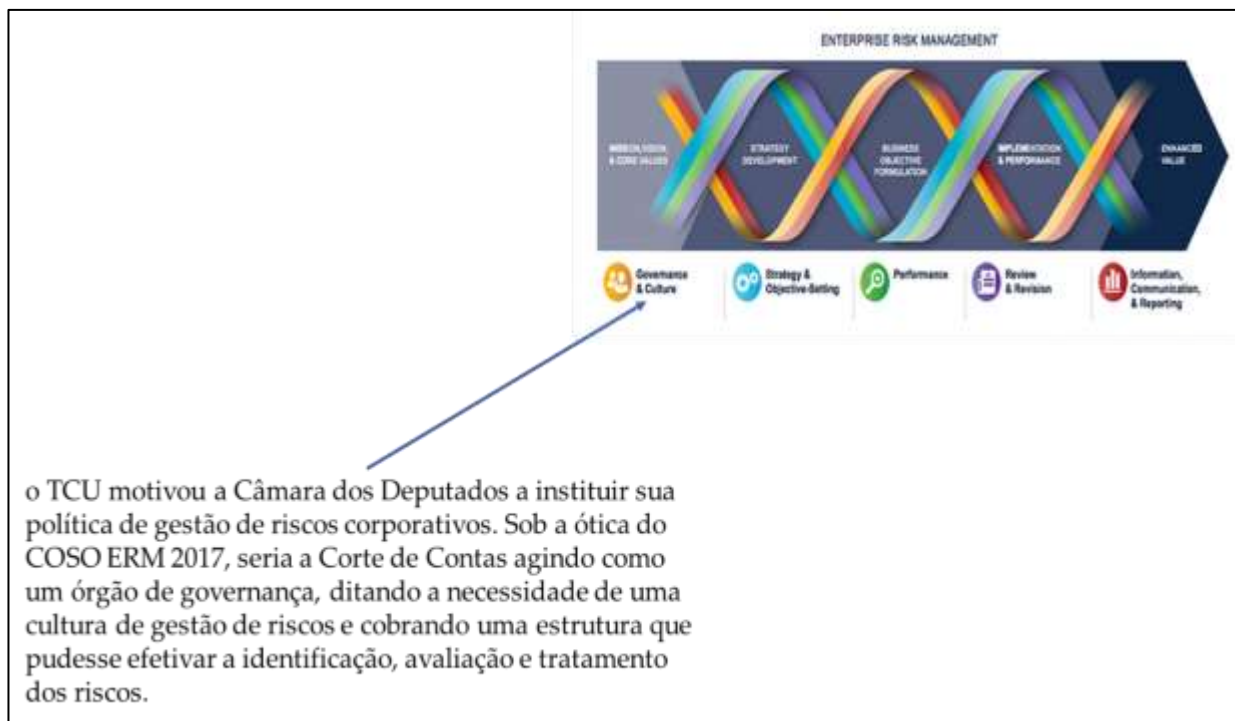 ENTERPRISE RISK MANAGEMENT
MISSION, VISION,
& CORE VALUES
STRATEGY
DEVELOPMENT
BUSINESS
OBJECTIVE
FORMULATION
IMPLEMENTATION
& PERFORMANCE
ENHANCED
VALUE
Governance
& Culture
Strategy &
Objective-Setting
Performance
Review
& Revision
Information,
Communication,
& Reporting
o TCU motivou a Câmara dos Deputados a instituir sua
política de gestão de riscos corporativos. Sob a ótica do
COSO ERM 2017, seria a Corte de Contas agindo como
um órgão de governança, ditando a necessidade de uma
cultura de gestão de riscos e cobrando uma estrutura que
pudesse efetivar a identificação, avaliação e tratamento
dos riscos.